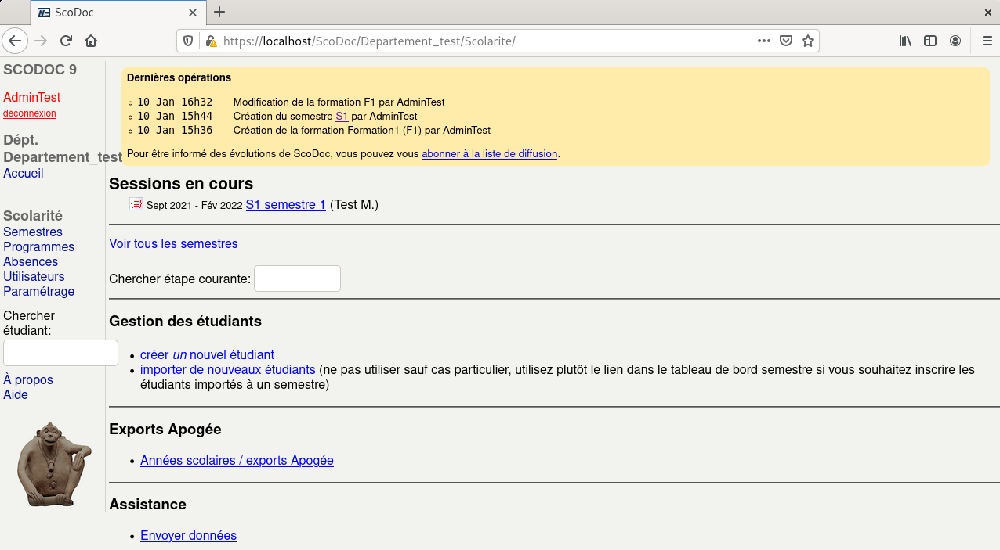 ScoDoc
https://localhost/ScoDoc/Departement_test/Scolarite/
SCODOC 9
AdminTest
déconnexion
Dépt.
Departement_test
Accueil
Scolarité
Semestres
Programmes
Absences
Utilisateurs
Paramétrage
Chercher
étudiant:
À propos
Aide
Dernières opérations
10 Jan 16h32 Modification de la formation F1 par AdminTest
10 Jan 15h44 Création du semestre S1 par AdminTest
10 Jan 15h36 Création de la formation Formation1 (F1) par AdminTest
Pour être informé des évolutions de ScoDoc, vous pouvez vous abonner à la liste de diffusion.
Sessions en cours
Sept 2021 - Fév 2022 S1 semestre 1 (Test M.)
Voir tous les semestres
Chercher étape courante:
Gestion des étudiants
créer un nouvel étudiant
importer de nouveaux étudiants (ne pas utiliser sauf cas particulier, utilisez plutôt le lien dans le tableau de bord semestre si vous souhaitez inscrire les
étudiants importés à un semestre)
Exports Apogée
Années scolaires / exports Apogée
Assistance
Envoyer données